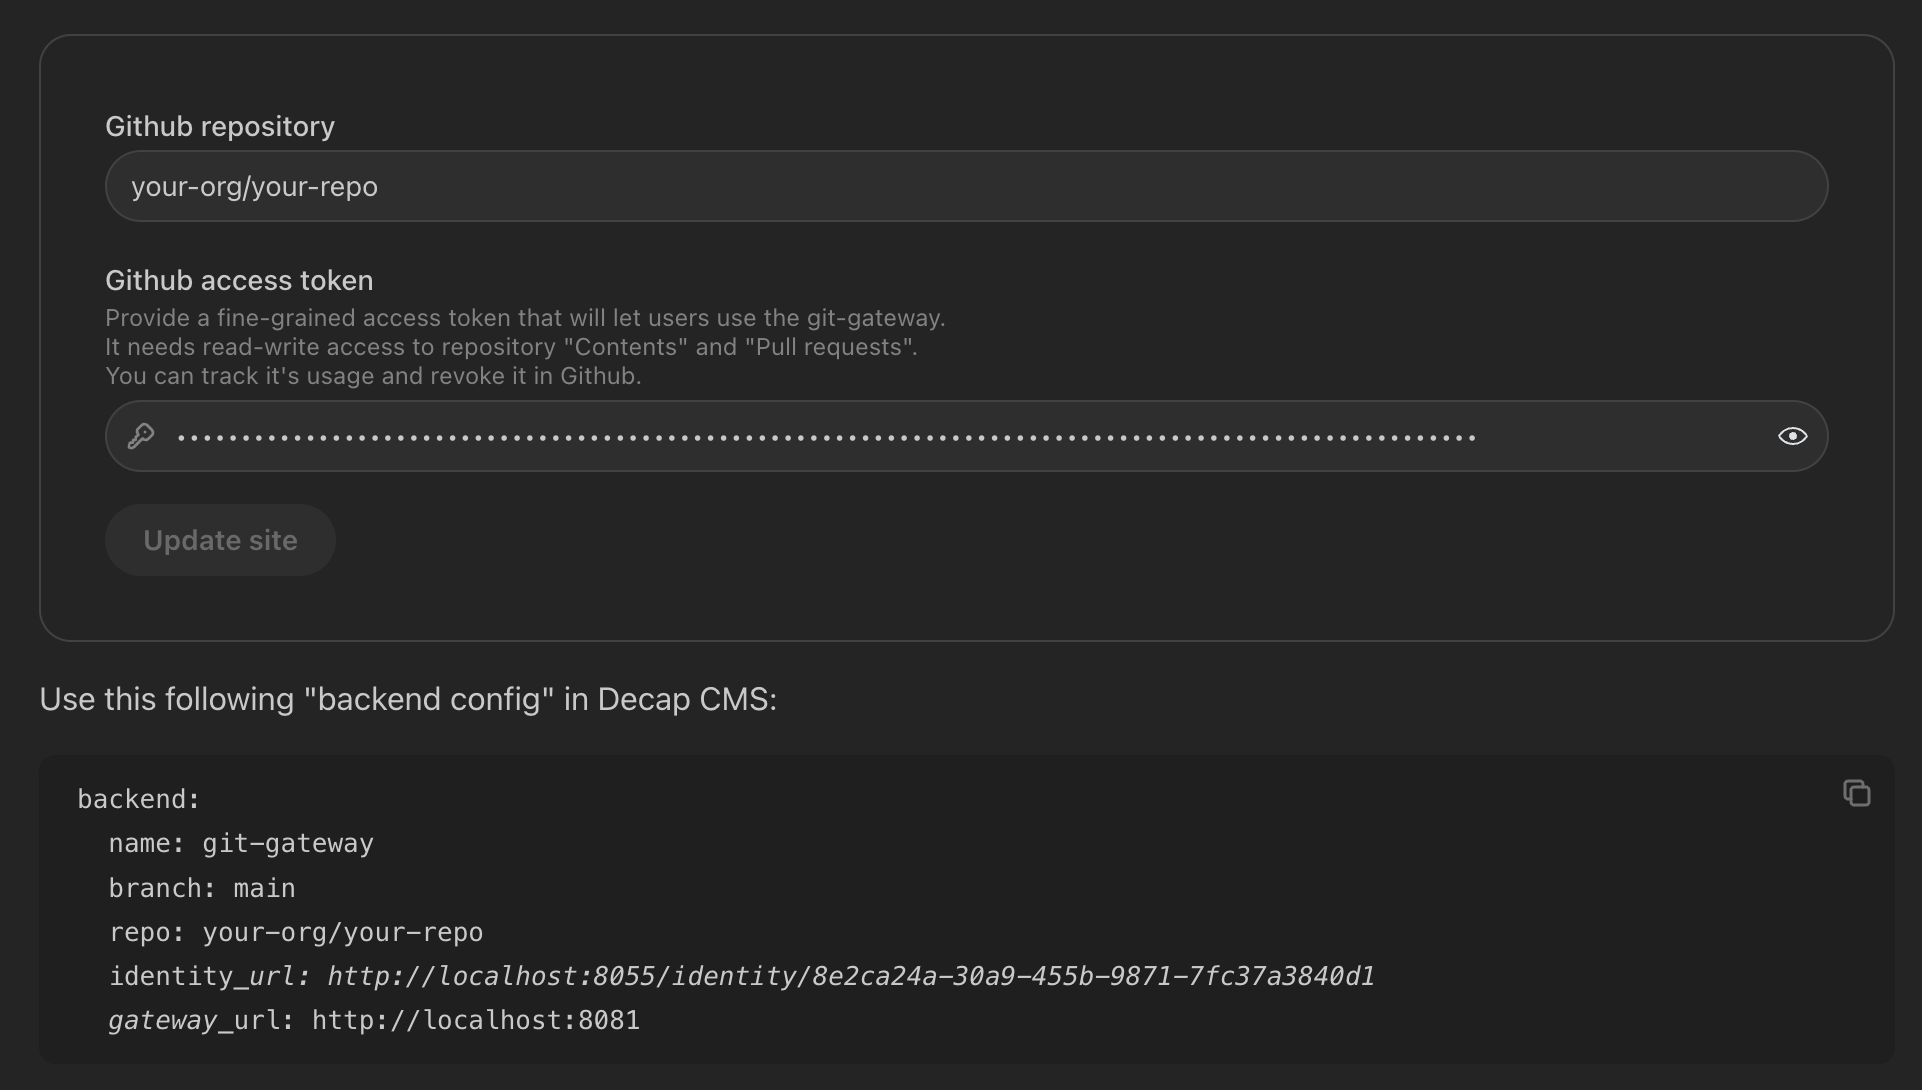 Github repository
your-org/your-repo
Github access token
Provide a fine-grained access token that will let users use the git-gateway.
It needs read-write access to repository "Contents" and "Pull requests".
You can track it's usage and revoke it in Github.
Update site
Use this following "backend config" in Decap CMS:
backend:
  name: git-gateway
  branch: main
  repo: your-org/your-repo
  identity_url: http://localhost:8055/identity/8e2ca24a-30a9-455b-9871-7fc37a3840d1
  gateway_url: http://localhost:8081